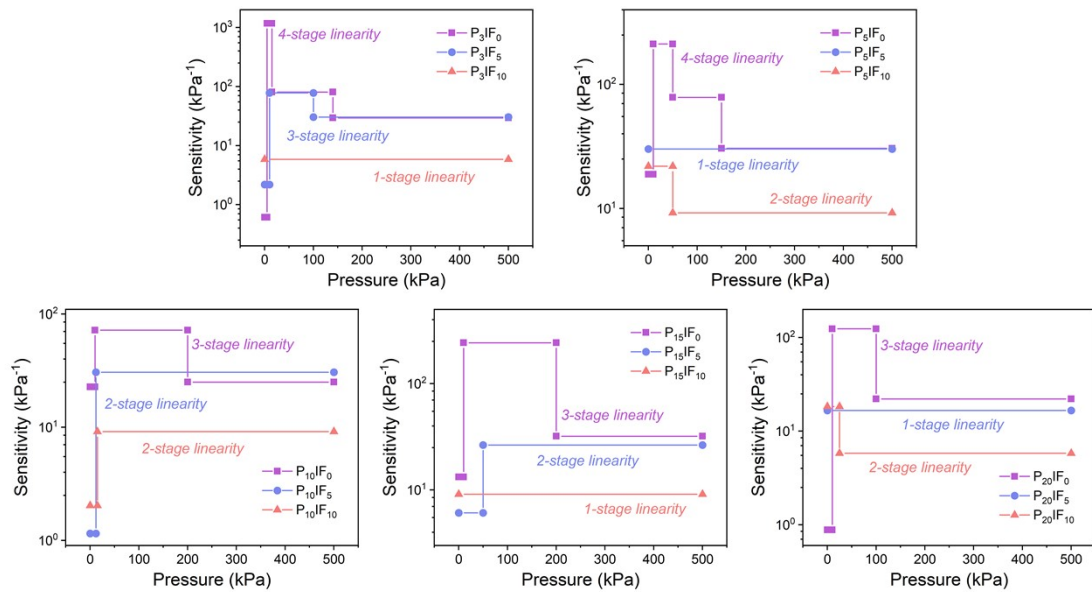 Sensitivity (kPa⁻¹)
10³
10²
10¹
10⁰
4-stage linearity
P₃IF₀
P₃IF₅
P₃IF₁₀
3-stage linearity
1-stage linearity
0 100 200 300 400 500
Pressure (kPa)
Sensitivity (kPa⁻¹)
10²
10¹
4-stage linearity
P₅IF₀
P₅IF₅
P₅IF₁₀
1-stage linearity
2-stage linearity
0 100 200 300 400 500
Pressure (kPa)
Sensitivity (kPa⁻¹)
10²
10¹
10⁰
3-stage linearity
2-stage linearity
2-stage linearity
P₁₀IF₀
P₁₀IF₅
P₁₀IF₁₀
0 100 200 300 400 500
Pressure (kPa)
Sensitivity (kPa⁻¹)
10²
10¹
P₁₅IF₀
P₁₅IF₅
P₁₅IF₁₀
3-stage linearity
2-stage linearity
1-stage linearity
0 100 200 300 400 500
Pressure (kPa)
Sensitivity (kPa⁻¹)
10²
10¹
10⁰
3-stage linearity
1-stage linearity
2-stage linearity
P₂₀IF₀
P₂₀IF₅
P₂₀IF₁₀
0 100 200 300 400 500
Pressure (kPa)